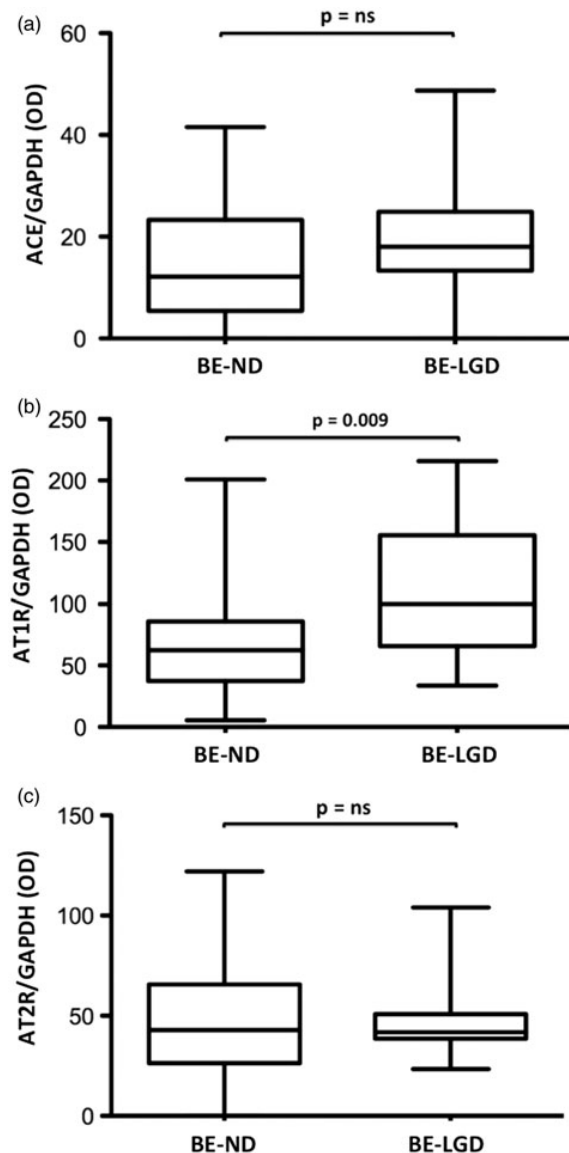 (a)
p = ns
60
40
20
0
ACE/GAPDH (OD)
BE-ND BE-LGD
(b)
p = 0.009
250
200
150
100
50
0
AT1R/GAPDH (OD)
BE-ND BE-LGD
(c)
p = ns
150
100
50
0
AT2R/GAPDH (OD)
BE-ND BE-LGD